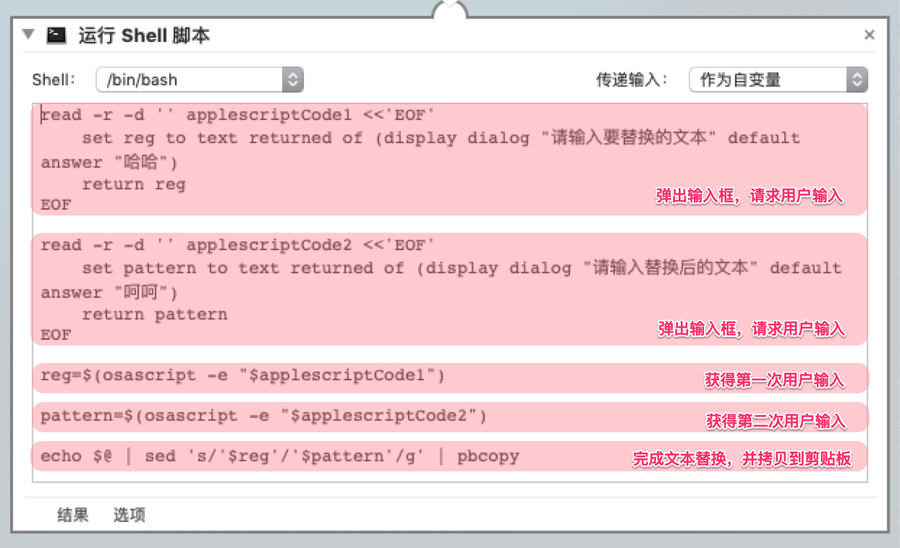 运行 Shell 脚本
Shell: /bin/bash 传递输入: 作为自变量
read -r -d '' applescriptCode1 <<'EOF'
set reg to text returned of (display dialog "请输入要替换的文本" default
answer "哈哈")
return reg
弹出输入框，请求用户输入
EOF
read -r -d '' applescriptCode2 <<'EOF'
set pattern to text returned of (display dialog "请输入替换后的文本" default
answer "呵呵")
return pattern
弹出输入框，请求用户输入
EOF
reg=$(osascript -e "$applescriptCode1") 获得第一次用户输入
pattern=$(osascript -e "$applescriptCode2") 获得第二次用户输入
echo $@ | sed 's/'$reg'/'$pattern'/g' | pbcopy 完成文本替换，并拷贝到剪贴板
结果 选项